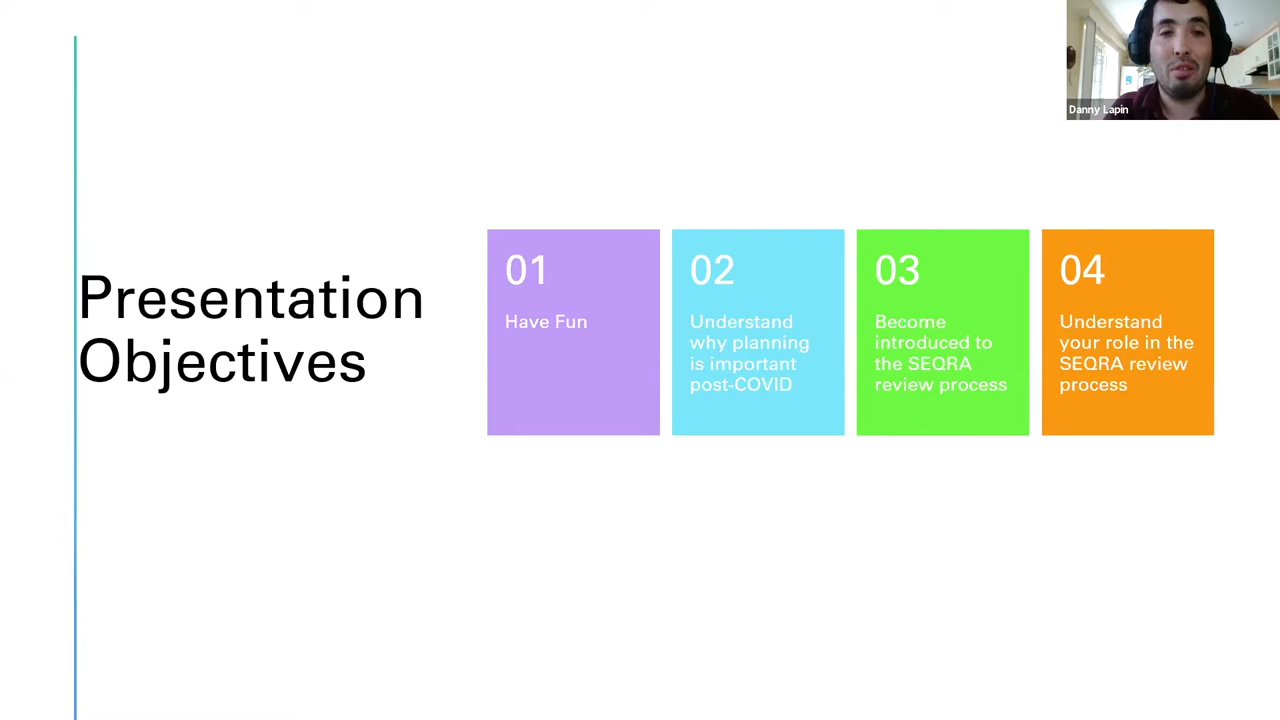 Danny Lapin
Presentation
Objectives
01
Have Fun
02
Understand
why planning
is important
post-COVID
03
Become
introduced to
the SEQRA
review process
04
Understand
your role in the
SEQRA review
process